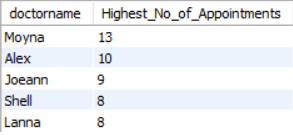 doctorname Highest_No_of_Appointments
Moyna 13
Alex 10
Joeann 9
Shell 8
Lanna 8